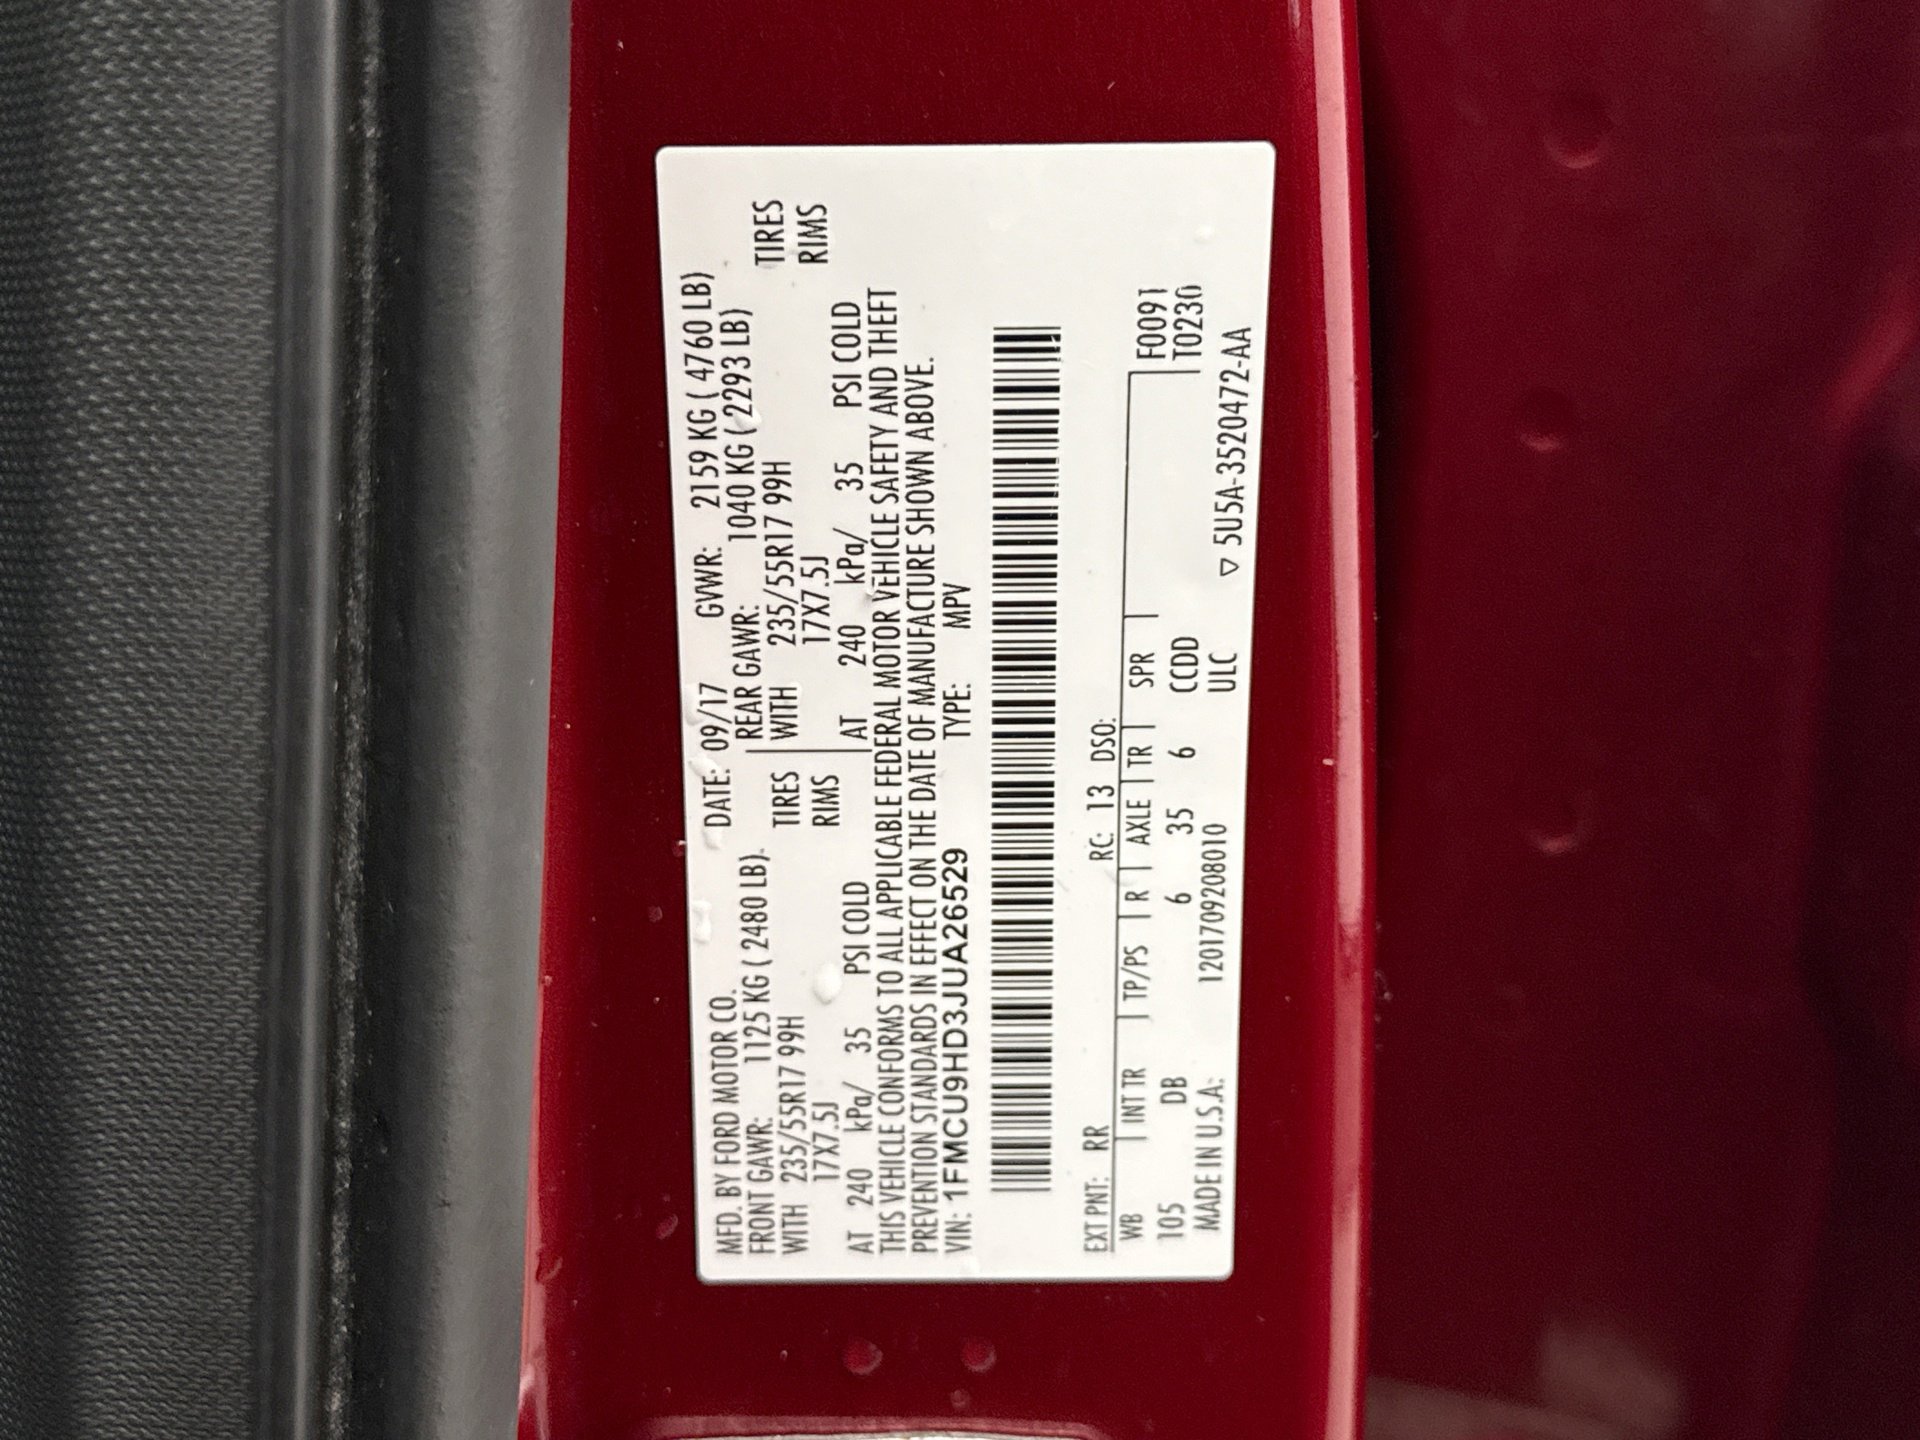 MFD. BY FORD MOTOR CO. DATE: 09/17 GVWR: 2159 KG ( 4760 LB)
FRONT GAWR: 1125 KG ( 2480 LB). REAR GAWR: 1040 KG ( 2293 LB)
WITH 235/55R17 99H TIRES WITH 235/55R17 99H TIRES
17X7.5J RIMS 17X7.5J RIMS
AT 240 kPa/ 35 PSI COLD AT 240 kPa/ 35 PSI COLD
THIS VEHICLE CONFORMS TO ALL APPLICABLE FEDERAL MOTOR VEHICLE SAFETY AND THEFT
PREVENTION STANDARDS IN EFFECT ON THE DATE OF MANUFACTURE SHOWN ABOVE.
VIN: 1FMCU9HD3JUA26529 TYPE: MPV
EXT PNT: RR RC: 13 DSO: F0091
WB INT TR TP/PS R AXLE TR SPR T0230
105 DB 6 35 6 CCDD
MADE IN U.S.A. 1201709208010 ULC ▽ 5U5A-3520472-AA